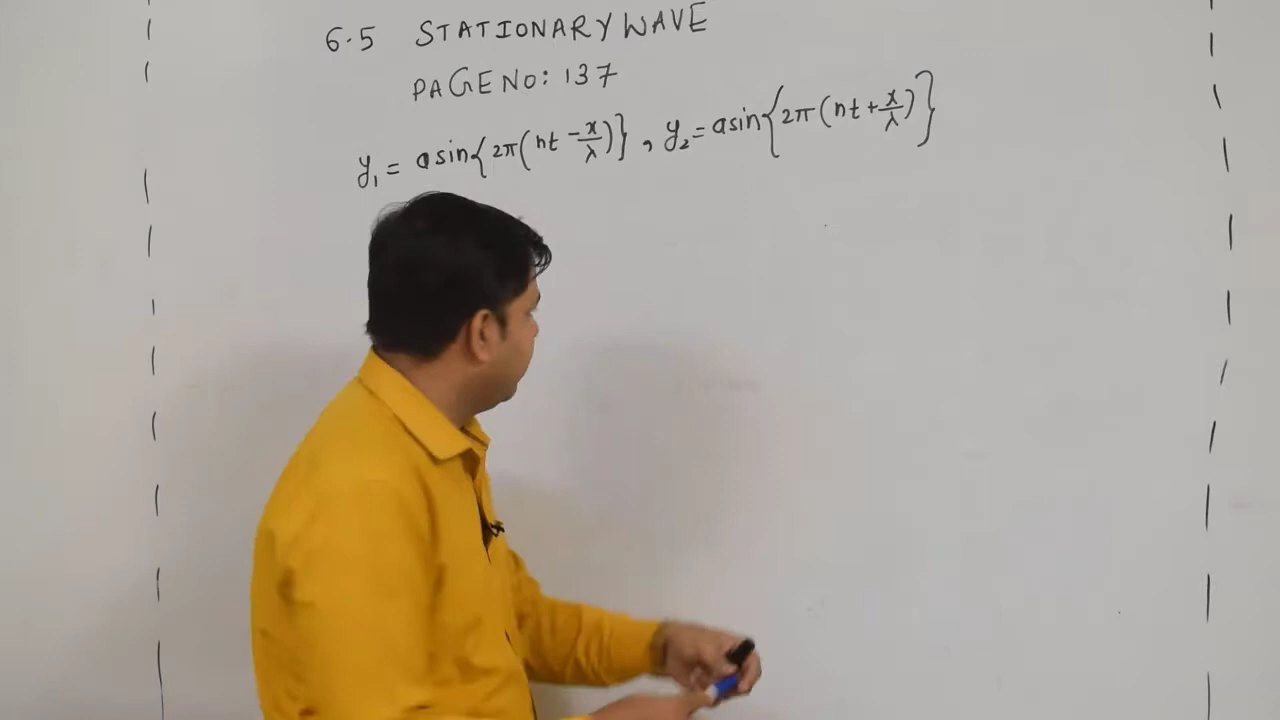 6.5 STATIONARY WAVE
PAGE NO: 137
y₁ = a sin{2π(nt - x/λ)}, y₂ = a sin{2π(nt + x/λ)}